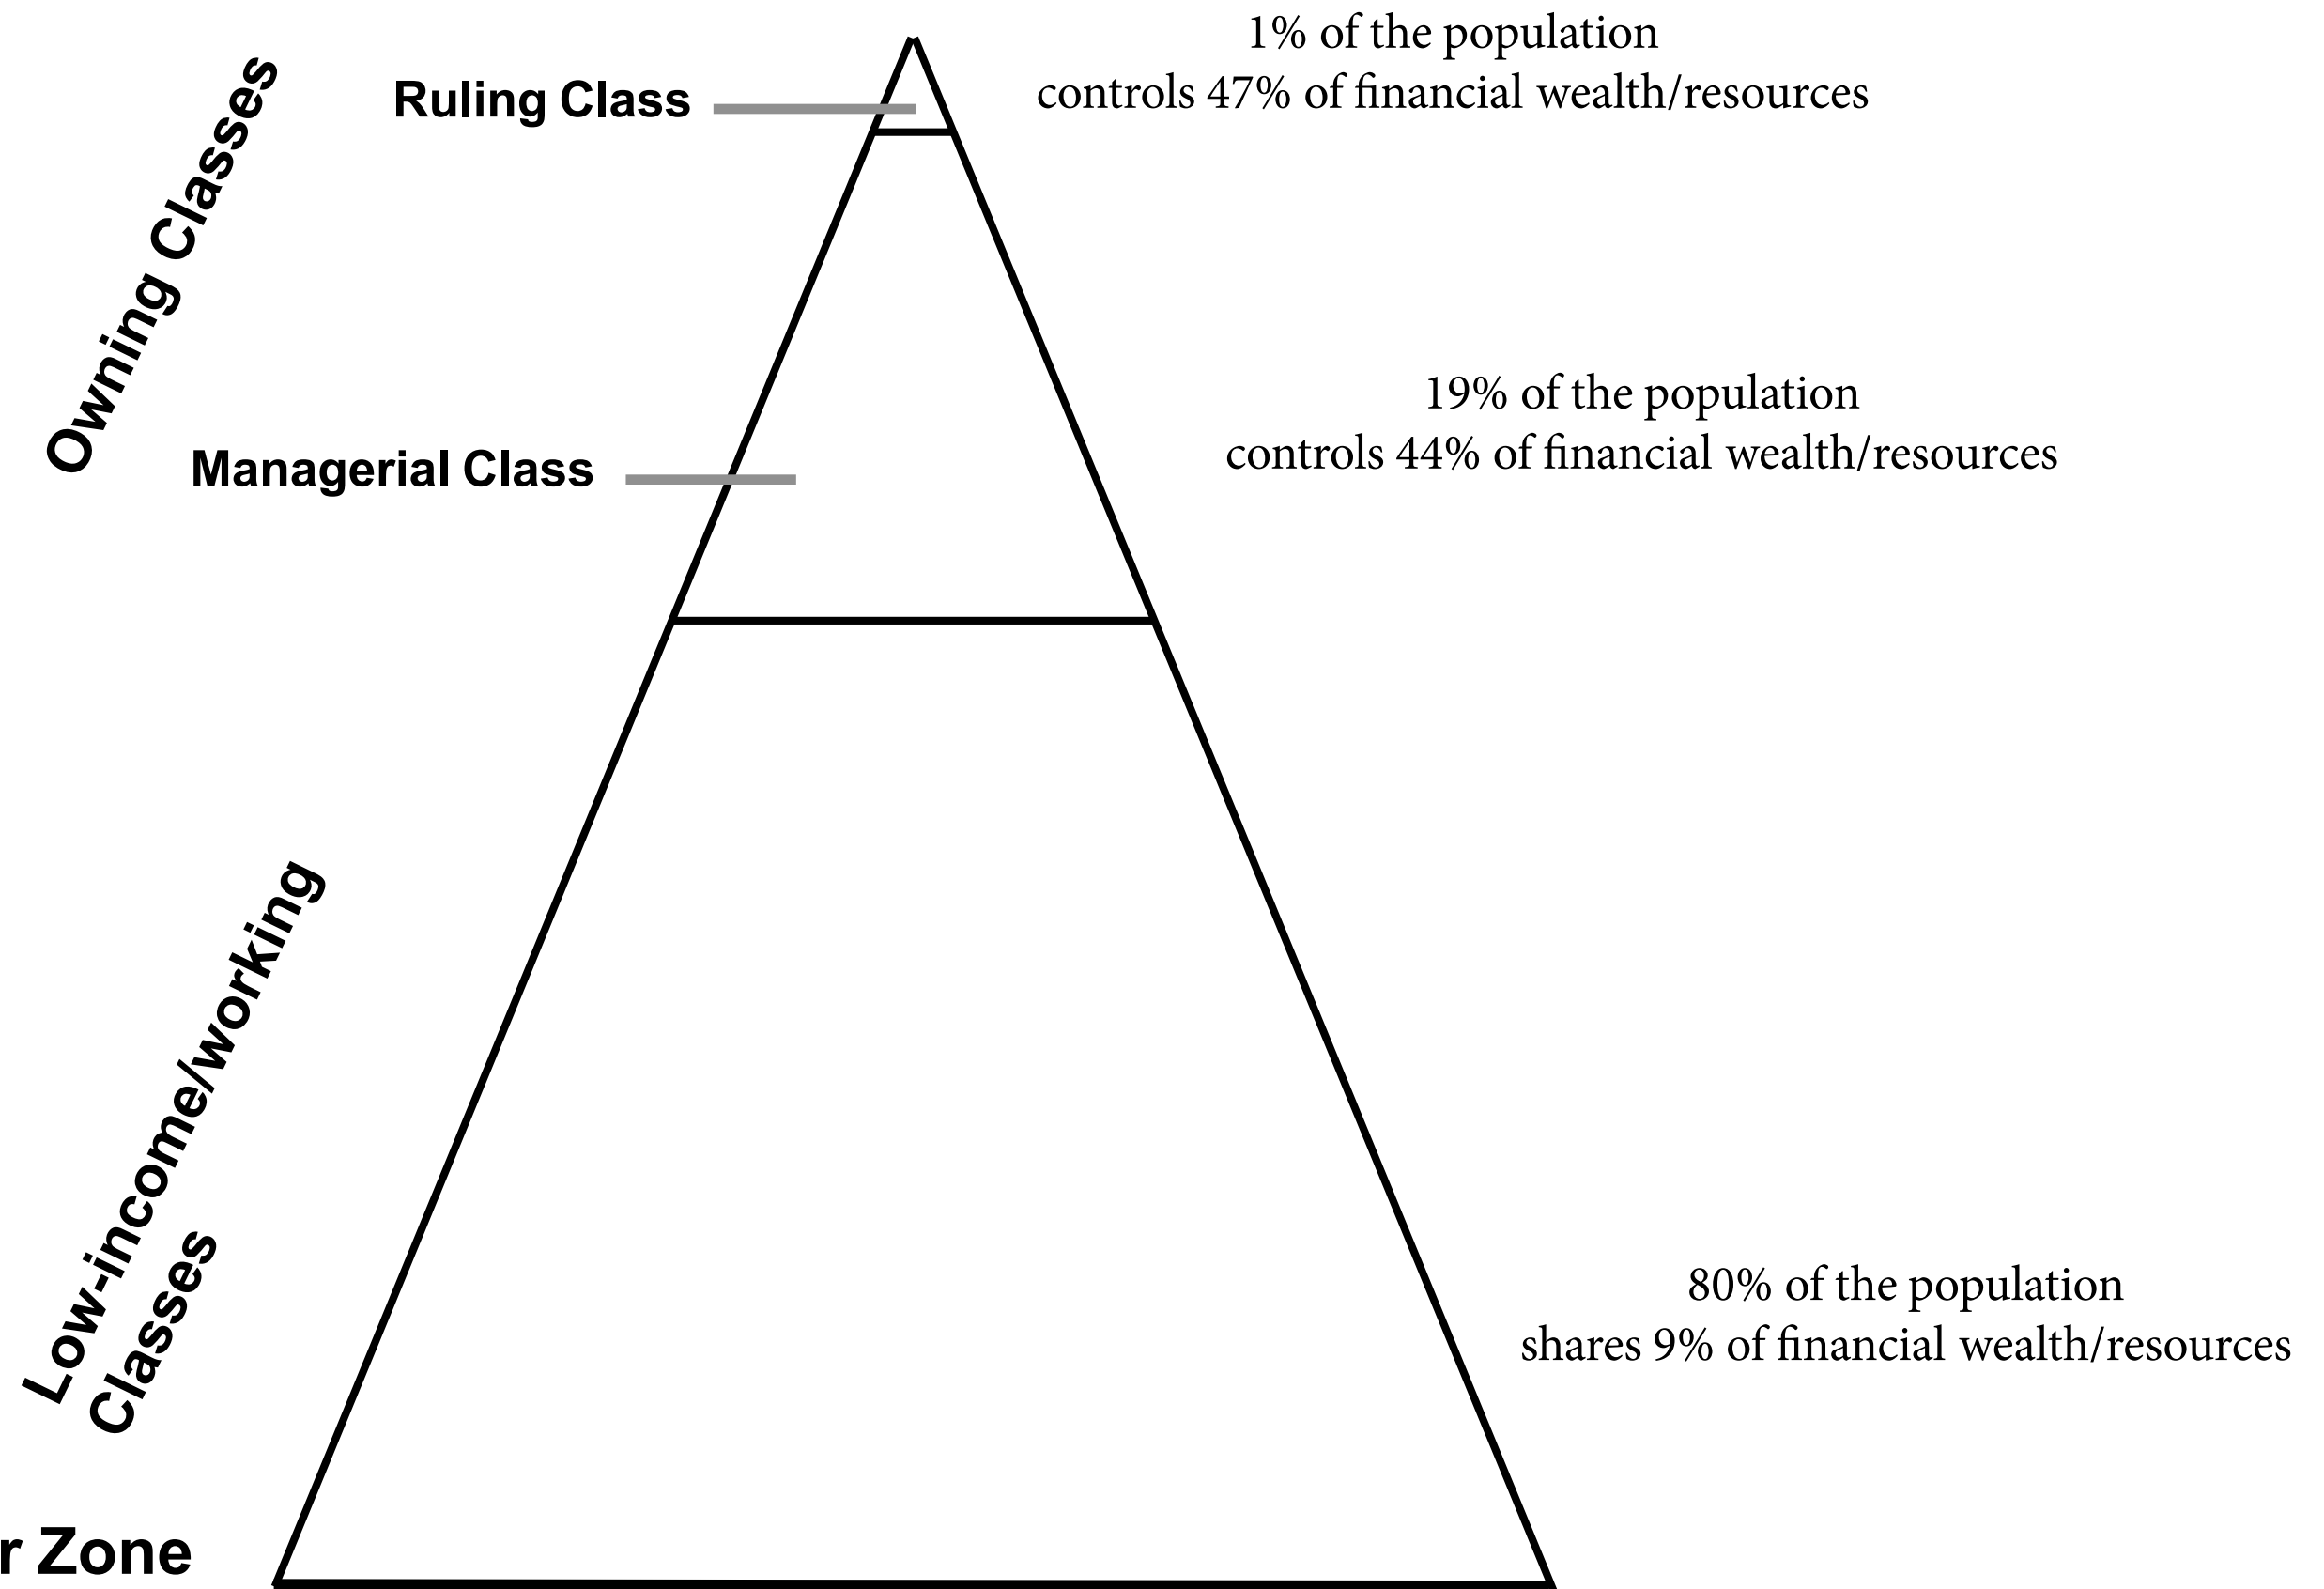 1% of the population
controls 47% of financial wealth/resources
Ruling Class
Owning Classes
19% of the population
controls 44% of financial wealth/resources
Managerial Class
Low-income/working
Classes
80% of the population
shares 9% of financial wealth/resources
r Zone